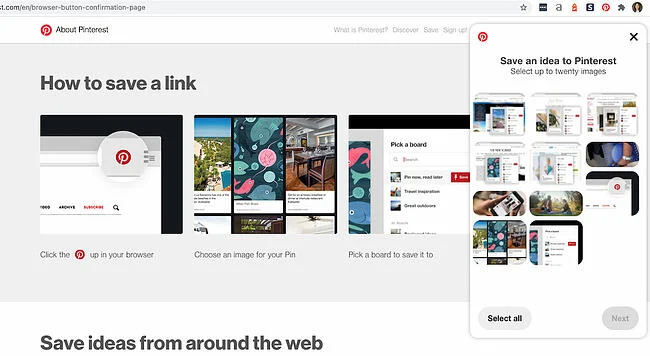 st.com/en/browser-button-confirmation-page
About Pinterest
What is Pinterest? Discover Save Sign up!
Save an idea to Pinterest
Select up to twenty images
How to save a link
Pick a board
Search
Pin now, read later
Save
Travel inspiration
Great outdoors
ARCHIVE
SUBSCRIBE
Click the up in your browser
Choose an image for your Pin
Pick a board to save it to
Select all
Next
Save ideas from around the web